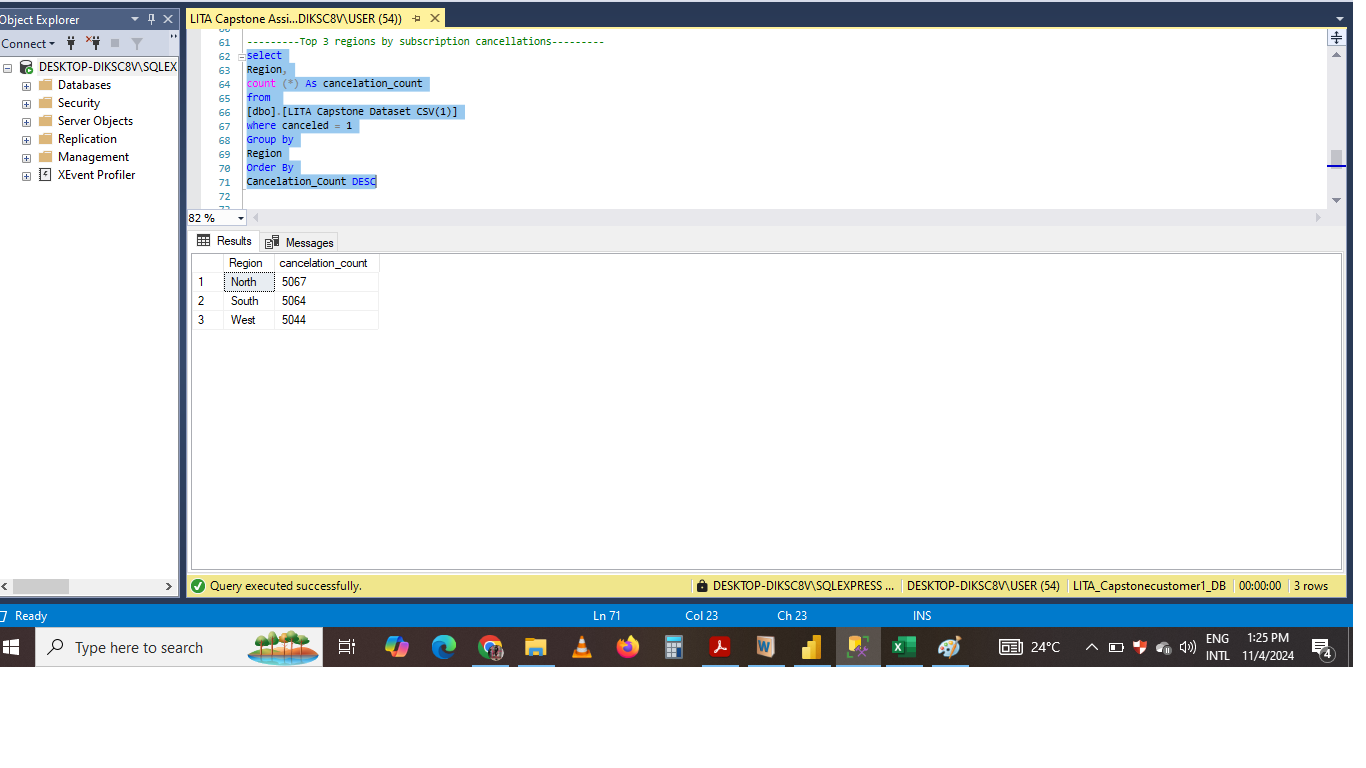 Object Explorer
LITA Capstone Assi...DIKSC8V\USER (54))
Connect
DESKTOP-DIKSC8V\SQLEX
Databases
Security
Server Objects
Replication
Management
XEvent Profiler
61 ---------Top 3 regions by subscription cancellations---------
62 select
63 Region,
64 count (*) As cancelation_count
65 from
66 [dbo].[LITA Capstone Dataset CSV(1)]
67 where canceled = 1
68 Group by
69 Region
70 Order By
71 Cancelation_Count DESC
72
82 %
Results Messages
Region cancelation_count
1 North 5067
2 South 5064
3 West 5044
Query executed successfully. DESKTOP-DIKSC8V\SQLEXPRESS ... DESKTOP-DIKSC8V\USER (54) LITA_Capstonecustomer1_DB 00:00:00 3 rows
Ready Ln 71 Col 23 Ch 23 INS
Type here to search
24°C
ENG
INTL
1:25 PM
11/4/2024
4